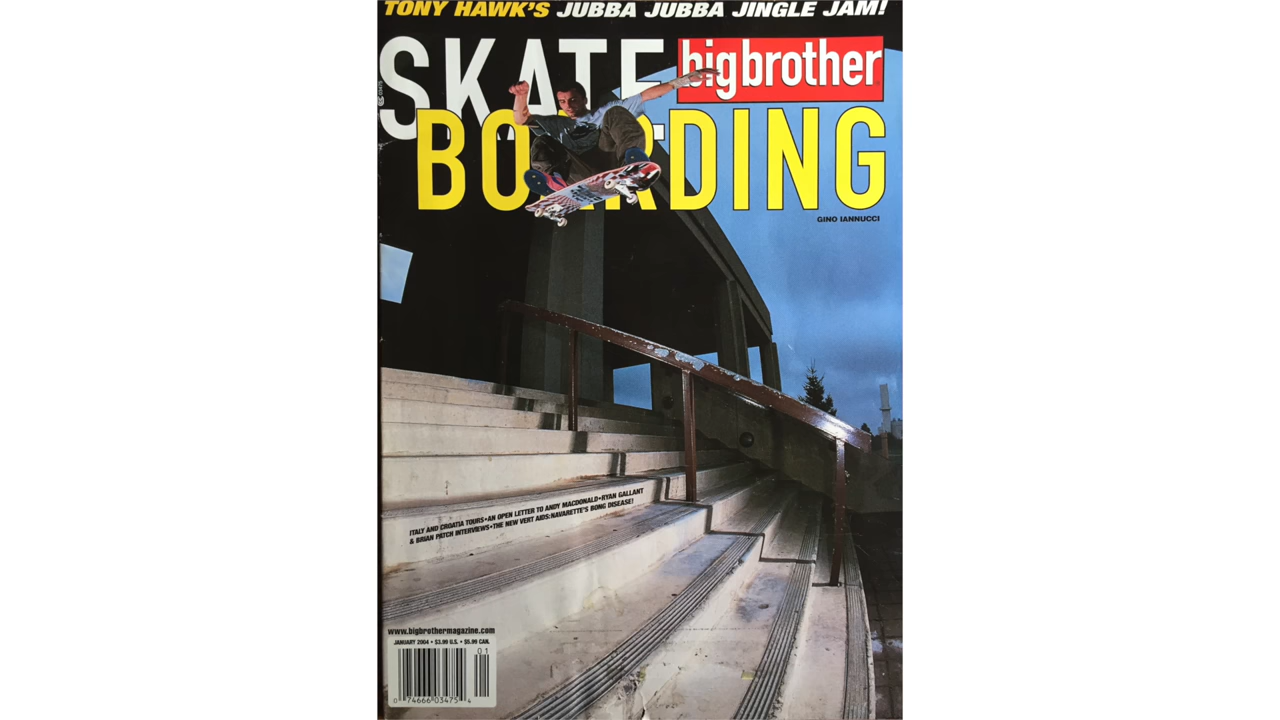 TONY HAWK'S JUBBA JUBBA JINGLE JAM!
SKATE
bigbrother
BOARDING
GINO IANNUCCI
ITALY AND CROATIA TOURS•AN OPEN LETTER TO ANDY MACDONALD•RYAN GALLANT
& BRIAN PATCH INTERVIEWS•THE NEW VERT AIDS:NAVARETTE'S BONG DISEASE!
www.bigbrothermagazine.com
JANUARY 2004 • $3.99 U.S. • $5.99 CAN.
01
0 74666 03475 4